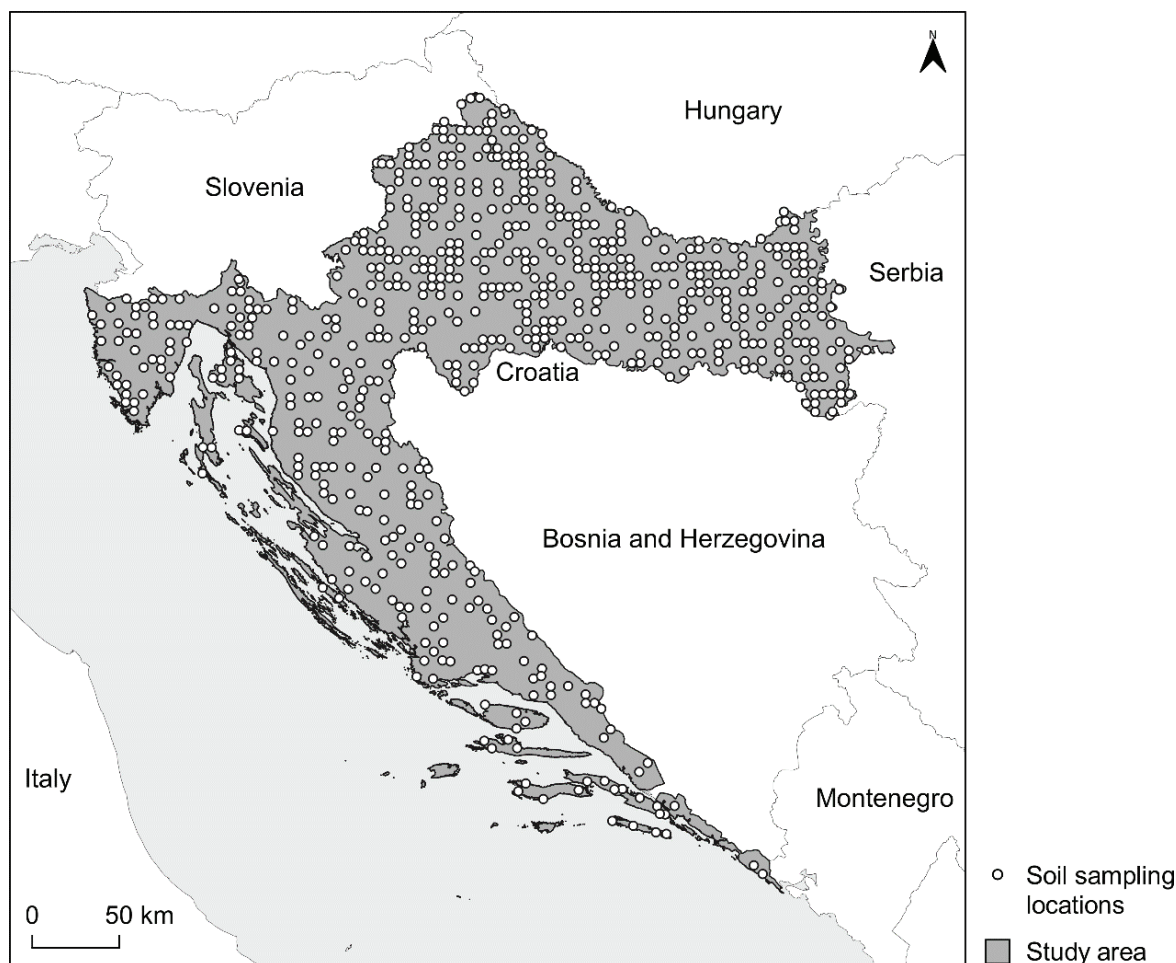 N
Hungary
Slovenia
Serbia
Croatia
Bosnia and Herzegovina
Italy
Montenegro
0 50 km
Soil sampling
locations
Study area